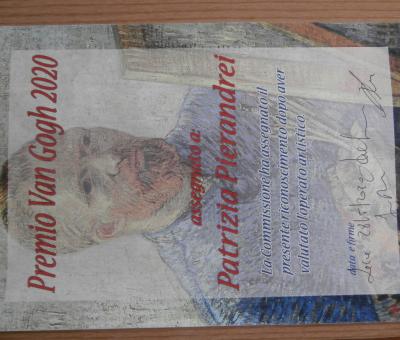 Premio Van Gogh 2020
assegnato a:
Patrizia Pierandrei
La Commissione ha assegnato il
presente riconoscimento dopo aver
valutato l'operato artistico
data e firme